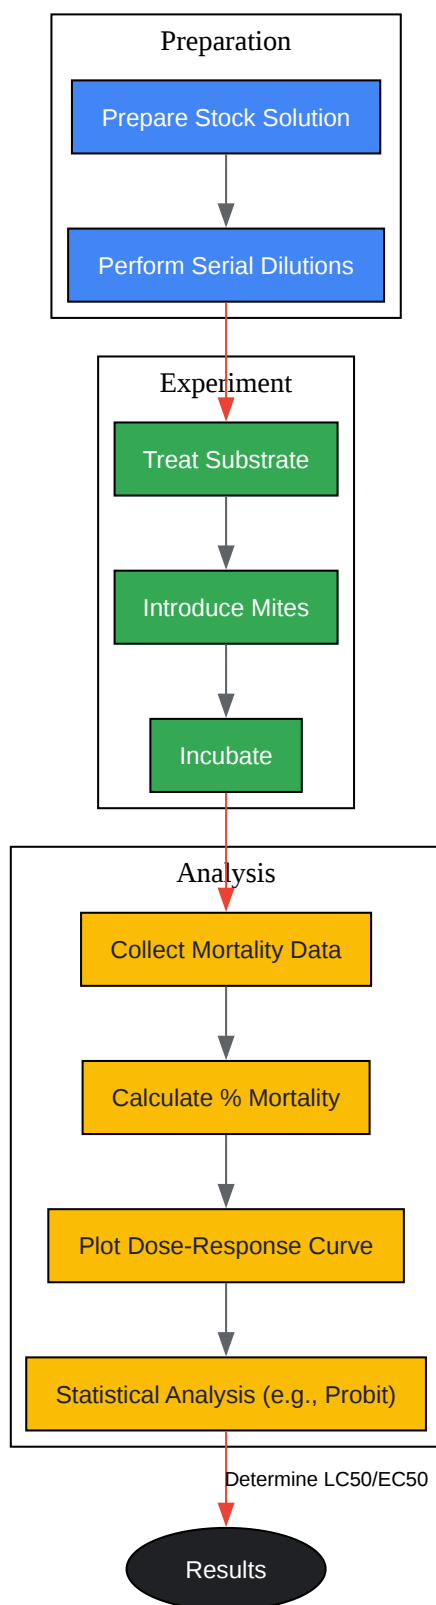 Preparation
Prepare Stock Solution
Perform Serial Dilutions
Experiment
Treat Substrate
Introduce Mites
Incubate
Analysis
Collect Mortality Data
Calculate % Mortality
Plot Dose-Response Curve
Statistical Analysis (e.g., Probit)
Determine LC50/EC50
Results